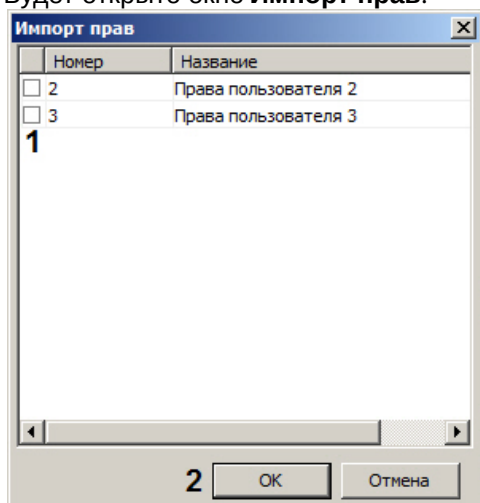 Будет открыто окно Импорт прав.
Импорт прав
Номер Название
2 Права пользователя 2
3 Права пользователя 3
1
2 OK Отмена